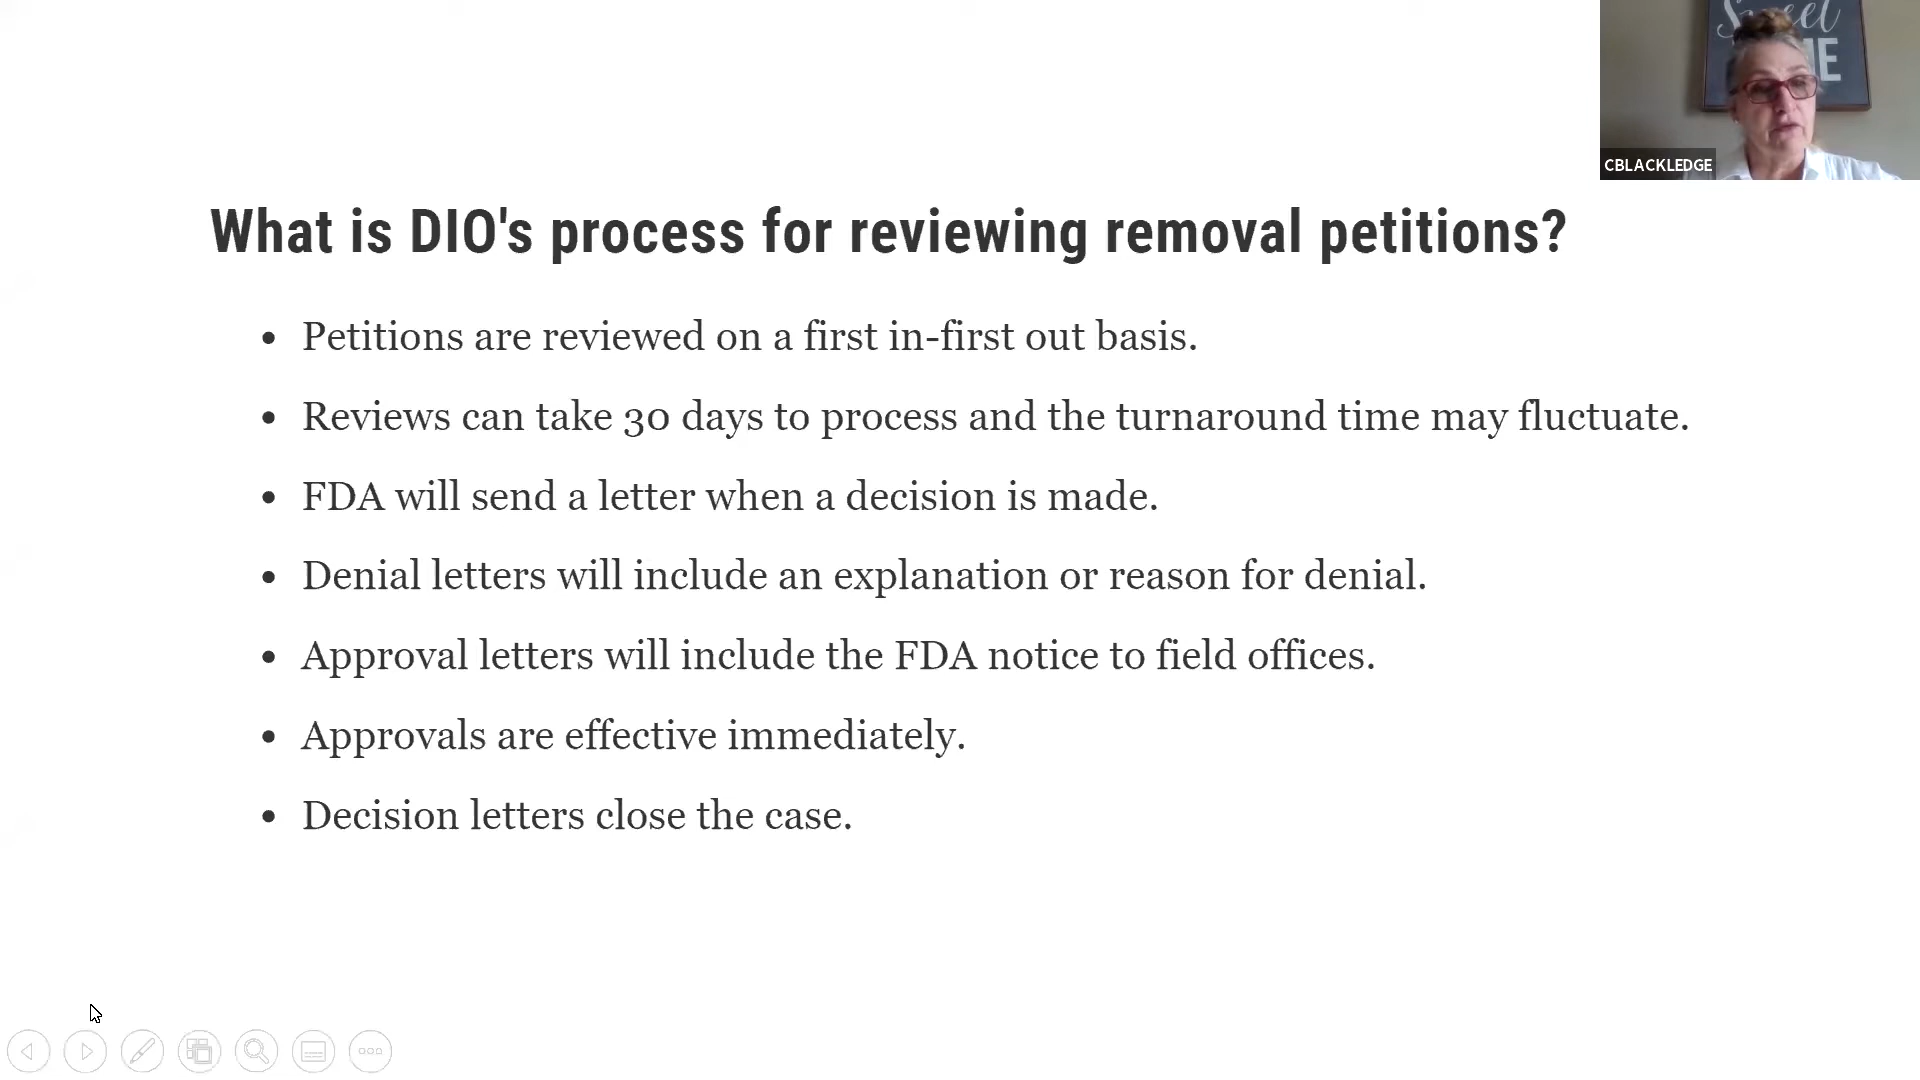 Sweet
CBLACKLEDGE
What is DIO's process for reviewing removal petitions?
• Petitions are reviewed on a first in-first out basis.
• Reviews can take 30 days to process and the turnaround time may fluctuate.
• FDA will send a letter when a decision is made.
• Denial letters will include an explanation or reason for denial.
• Approval letters will include the FDA notice to field offices.
• Approvals are effective immediately.
• Decision letters close the case.